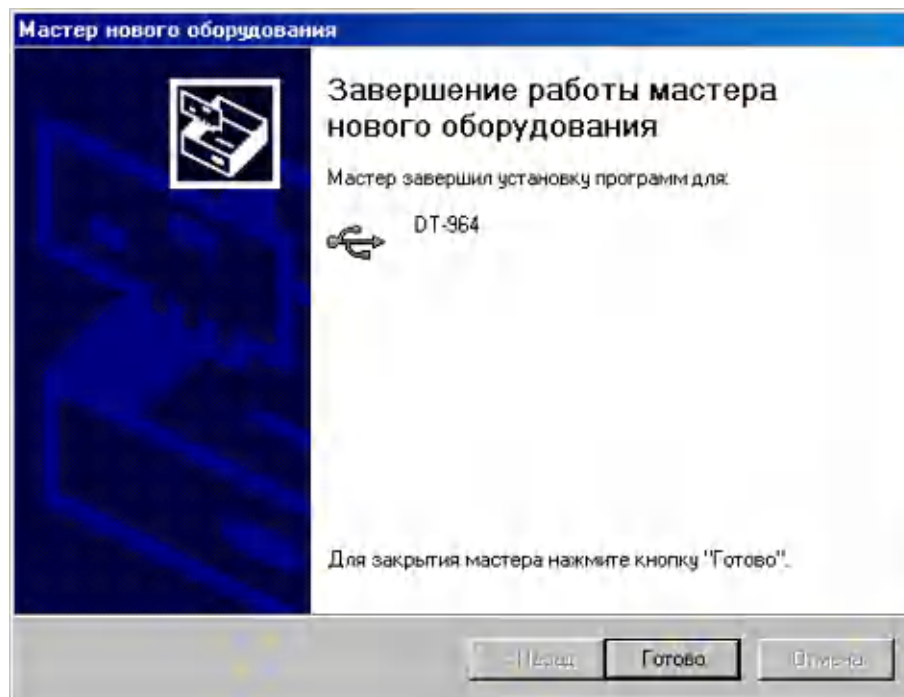 Мастер нового оборудования
Завершение работы мастера
нового оборудования
Мастер завершил установку программ для:
DT-964
Для закрытия мастера нажмите кнопку "Готово".
Готово
Отмена